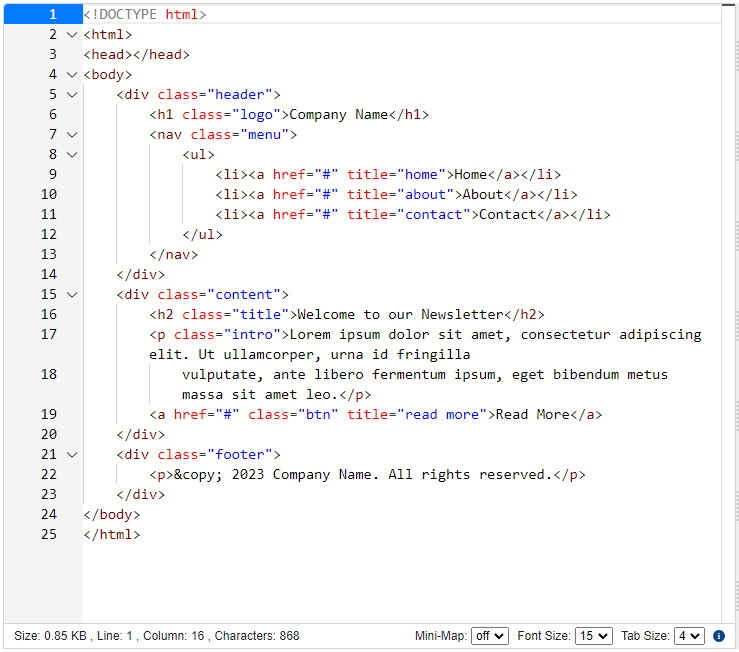 1 <!DOCTYPE html>
2 <html>
3 <head></head>
4 <body>
5     <div class="header">
6         <h1 class="logo">Company Name</h1>
7         <nav class="menu">
8             <ul>
9                 <li><a href="#" title="home">Home</a></li>
10                 <li><a href="#" title="about">About</a></li>
11                 <li><a href="#" title="contact">Contact</a></li>
12             </ul>
13         </nav>
14     </div>
15     <div class="content">
16         <h2 class="title">Welcome to our Newsletter</h2>
17         <p class="intro">Lorem ipsum dolor sit amet, consectetur adipiscing
        elit. Ut ullamcorper, urna id fringilla
18             vulputate, ante libero fermentum ipsum, eget bibendum metus
            massa sit amet leo.</p>
19         <a href="#" class="btn" title="read more">Read More</a>
20     </div>
21     <div class="footer">
22         <p>&copy; 2023 Company Name. All rights reserved.</p>
23     </div>
24 </body>
25 </html>
Size: 0.85 KB , Line: 1 , Column: 16 , Characters: 868 Mini-Map: off Font Size: 15 Tab Size: 4 i